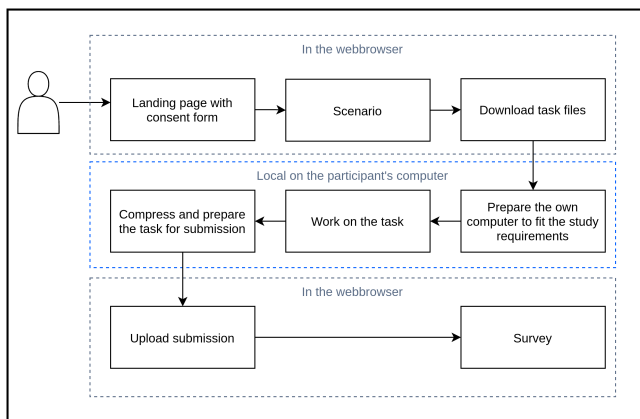 In the webbrowser
Landing page with
consent form
Scenario
Download task files
Local on the participant's computer
Compress and prepare
the task for submission
Work on the task
Prepare the own
computer to fit the study
requirements
In the webbrowser
Upload submission
Survey